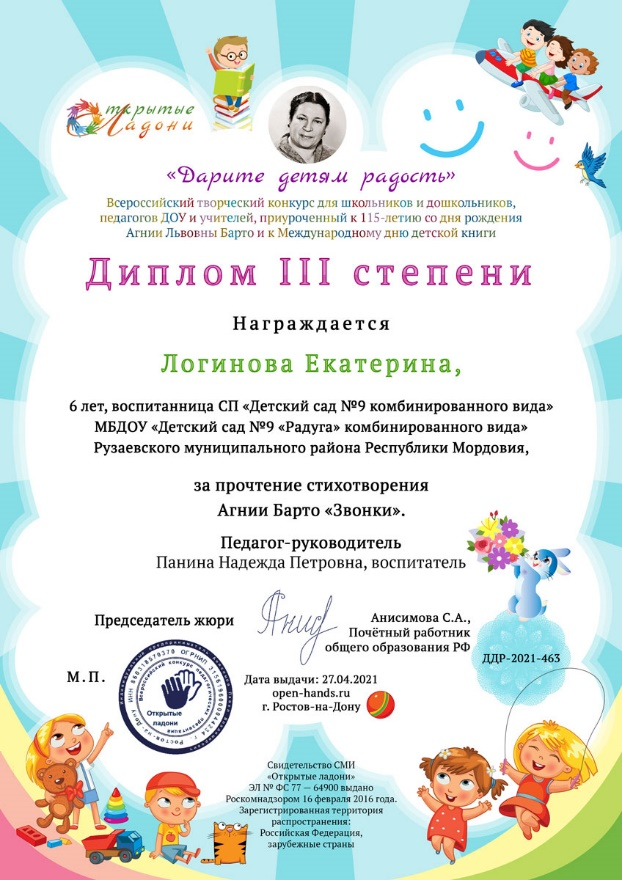 Открытые
Ладони
«Дарите детям радость»
Всероссийский творческий конкурс для школьников и дошкольников,
педагогов ДОУ и учителей, приуроченный к 115-летию со дня рождения
Агнии Львовны Барто и к Международному дню детской книги
Диплом III степени
Награждается
Логинова Екатерина,
6 лет, воспитанница СП «Детский сад №9 комбинированного вида»
МБДОУ «Детский сад №9 «Радуга» комбинированного вида»
Рузаевского муниципального района Республики Мордовия,
за прочтение стихотворения
Агнии Барто «Звонки».
Педагог-руководитель
Панина Надежда Петровна, воспитатель
Председатель жюри
Анисимова С.А.,
Почётный работник
общего образования РФ
ДДР-2021-463
М.П.
Открытые
ладони
Дата выдачи: 27.04.2021
open-hands.ru
г. Ростов-на-Дону
Свидетельство СМИ
«Открытые ладони»
ЭЛ № ФС 77 — 64900 выдано
Роскомнадзором 16 февраля 2016 года.
Зарегистрированная территория
распространения:
Российская Федерация,
зарубежные страны